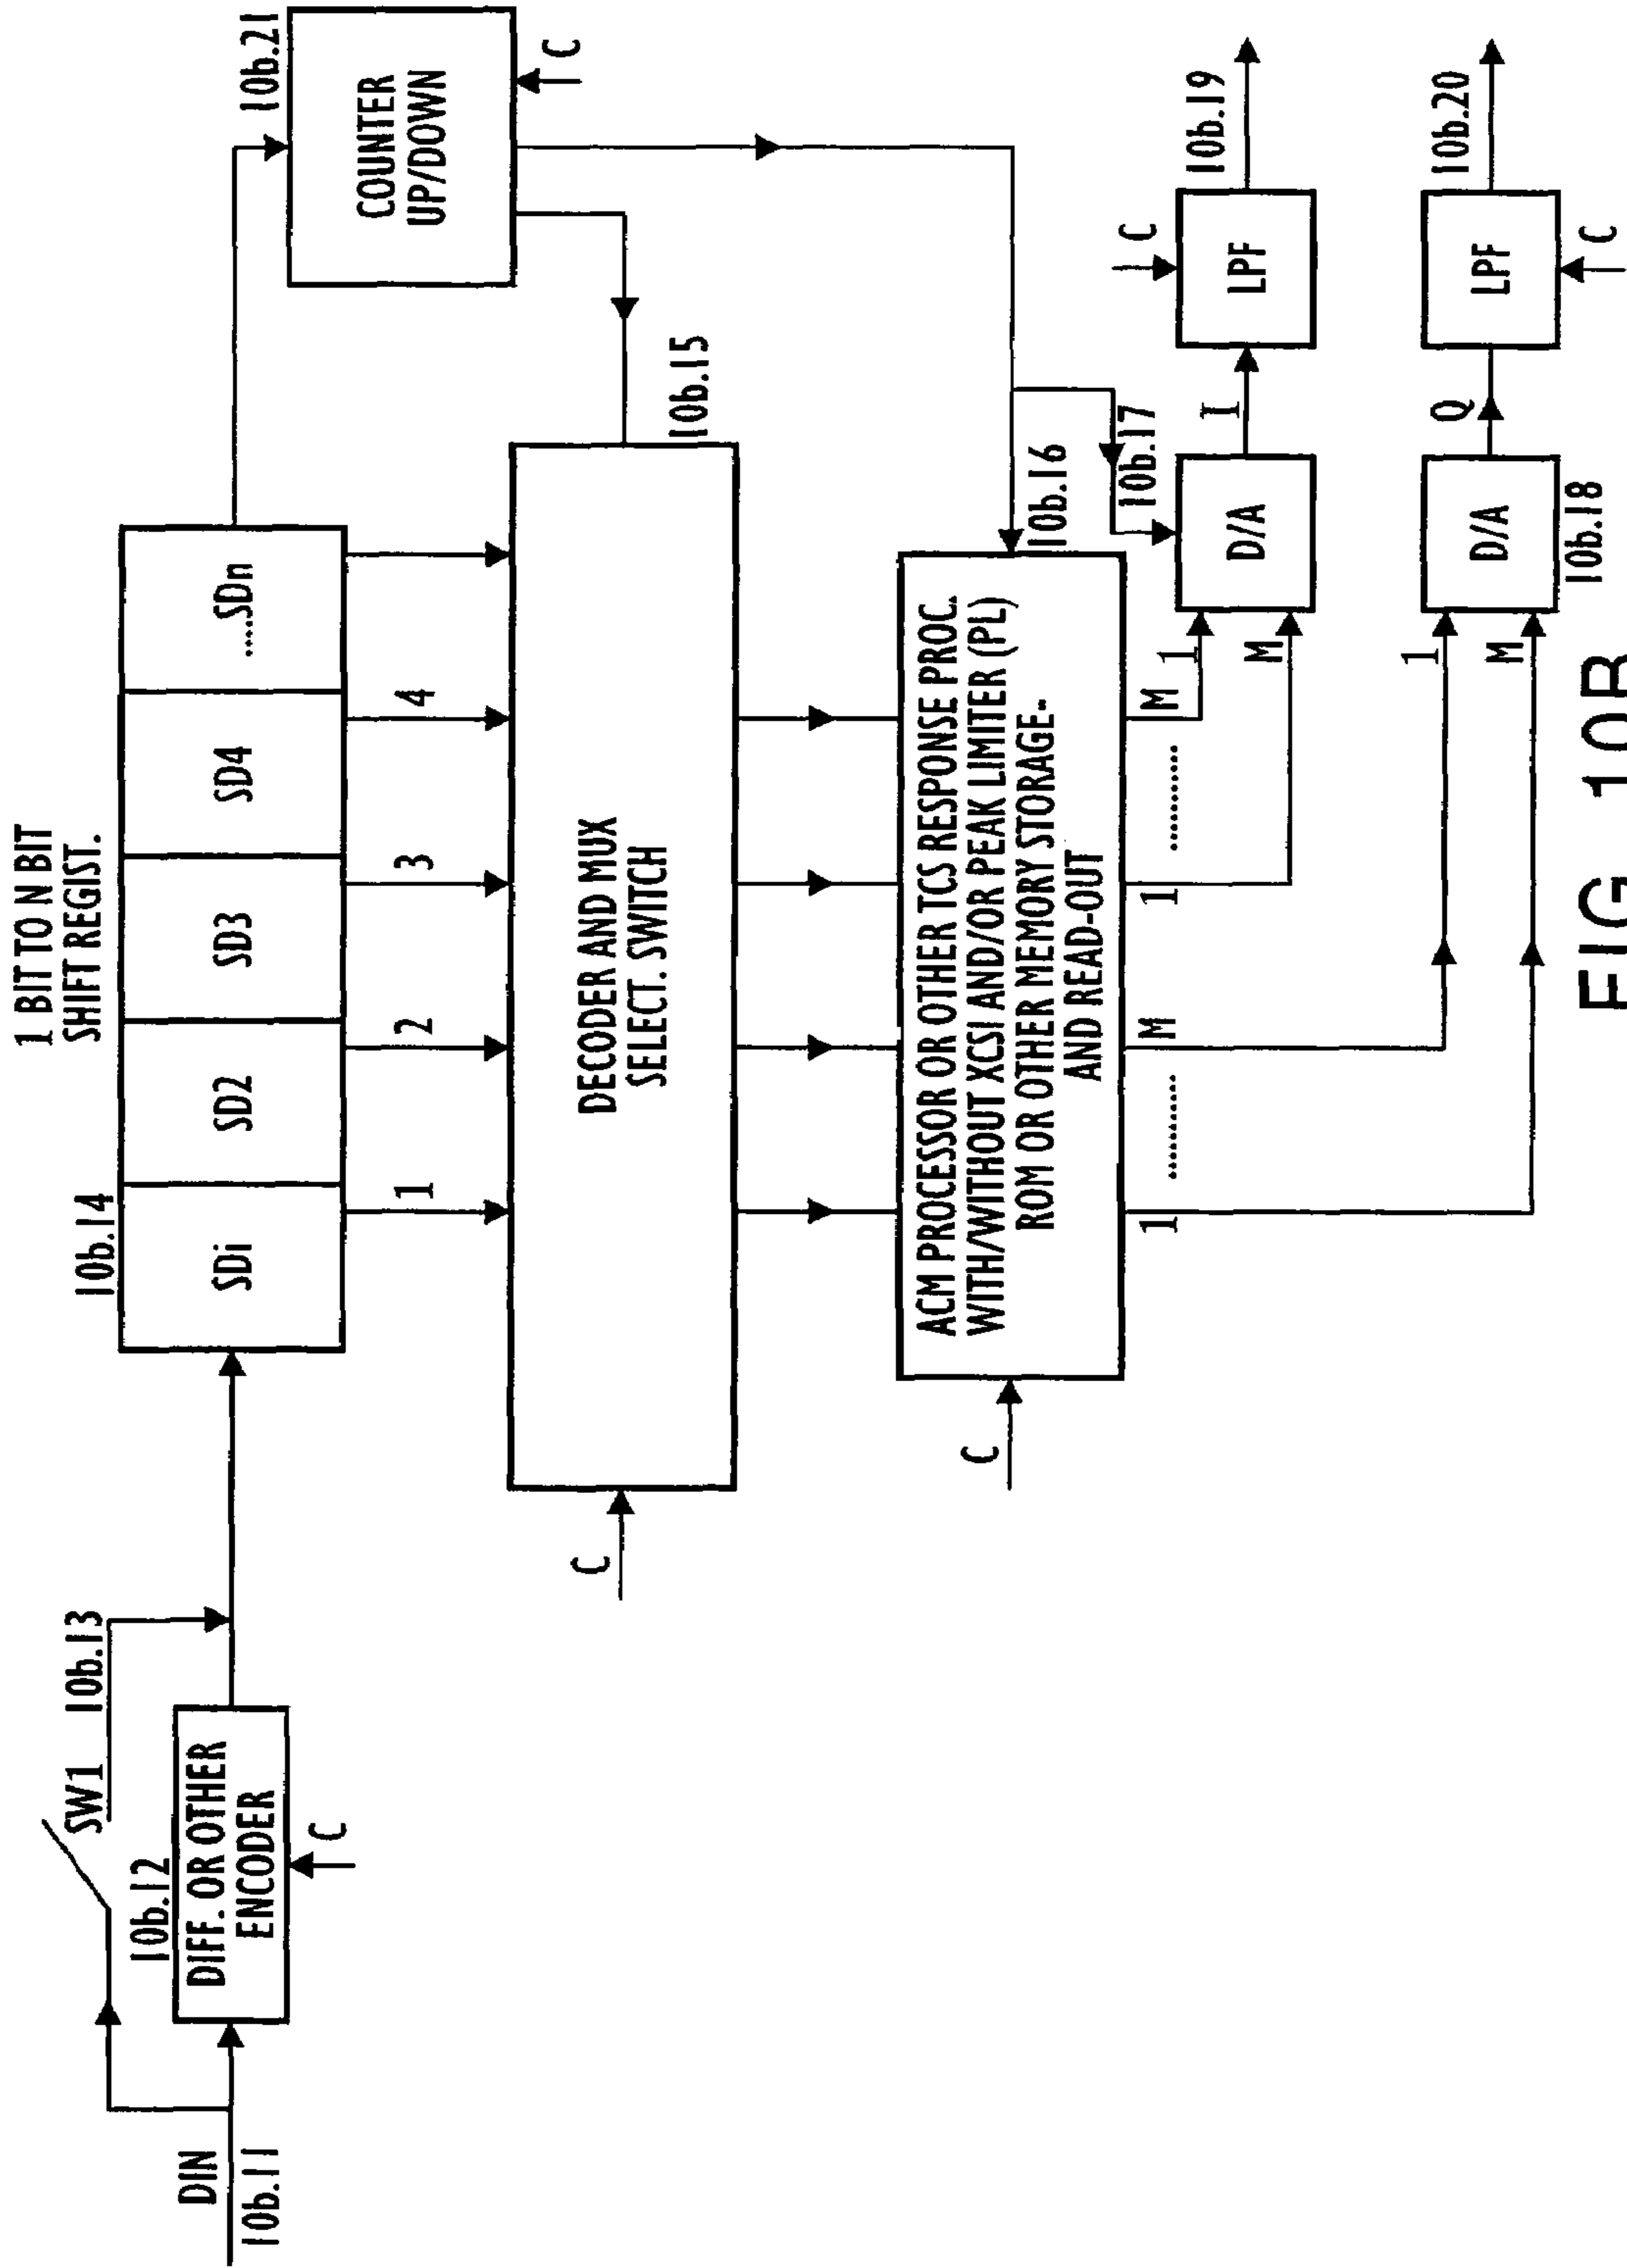 DIN
10b.11
SW1 10b.13
10b.12
DIFF. OR OTHER
ENCODER
C
1 BIT TO N BIT
SHIFT REGIST.
10b.14
SDi
SD2
SD3
SD4
.....SDn
10b.21
COUNTER
UP/DOWN
C
1
2
3
4
10b.15
DECODER AND MUX
SELECT. SWITCH
C
10b.16
ACM PROCESSOR OR OTHER TCS RESPONSE PROC.
WITH/WITHOUT XCSI AND/OR PEAK LIMITER (PL)
ROM OR OTHER MEMORY STORAGE-
AND READ-OUT
C
1 .......... M
1 .......... M
10b.17
1
M
D/A
I
C
LPF
10b.19
1
M
D/A
10b.18
Q
LPF
C
10b.20
FIG 10B